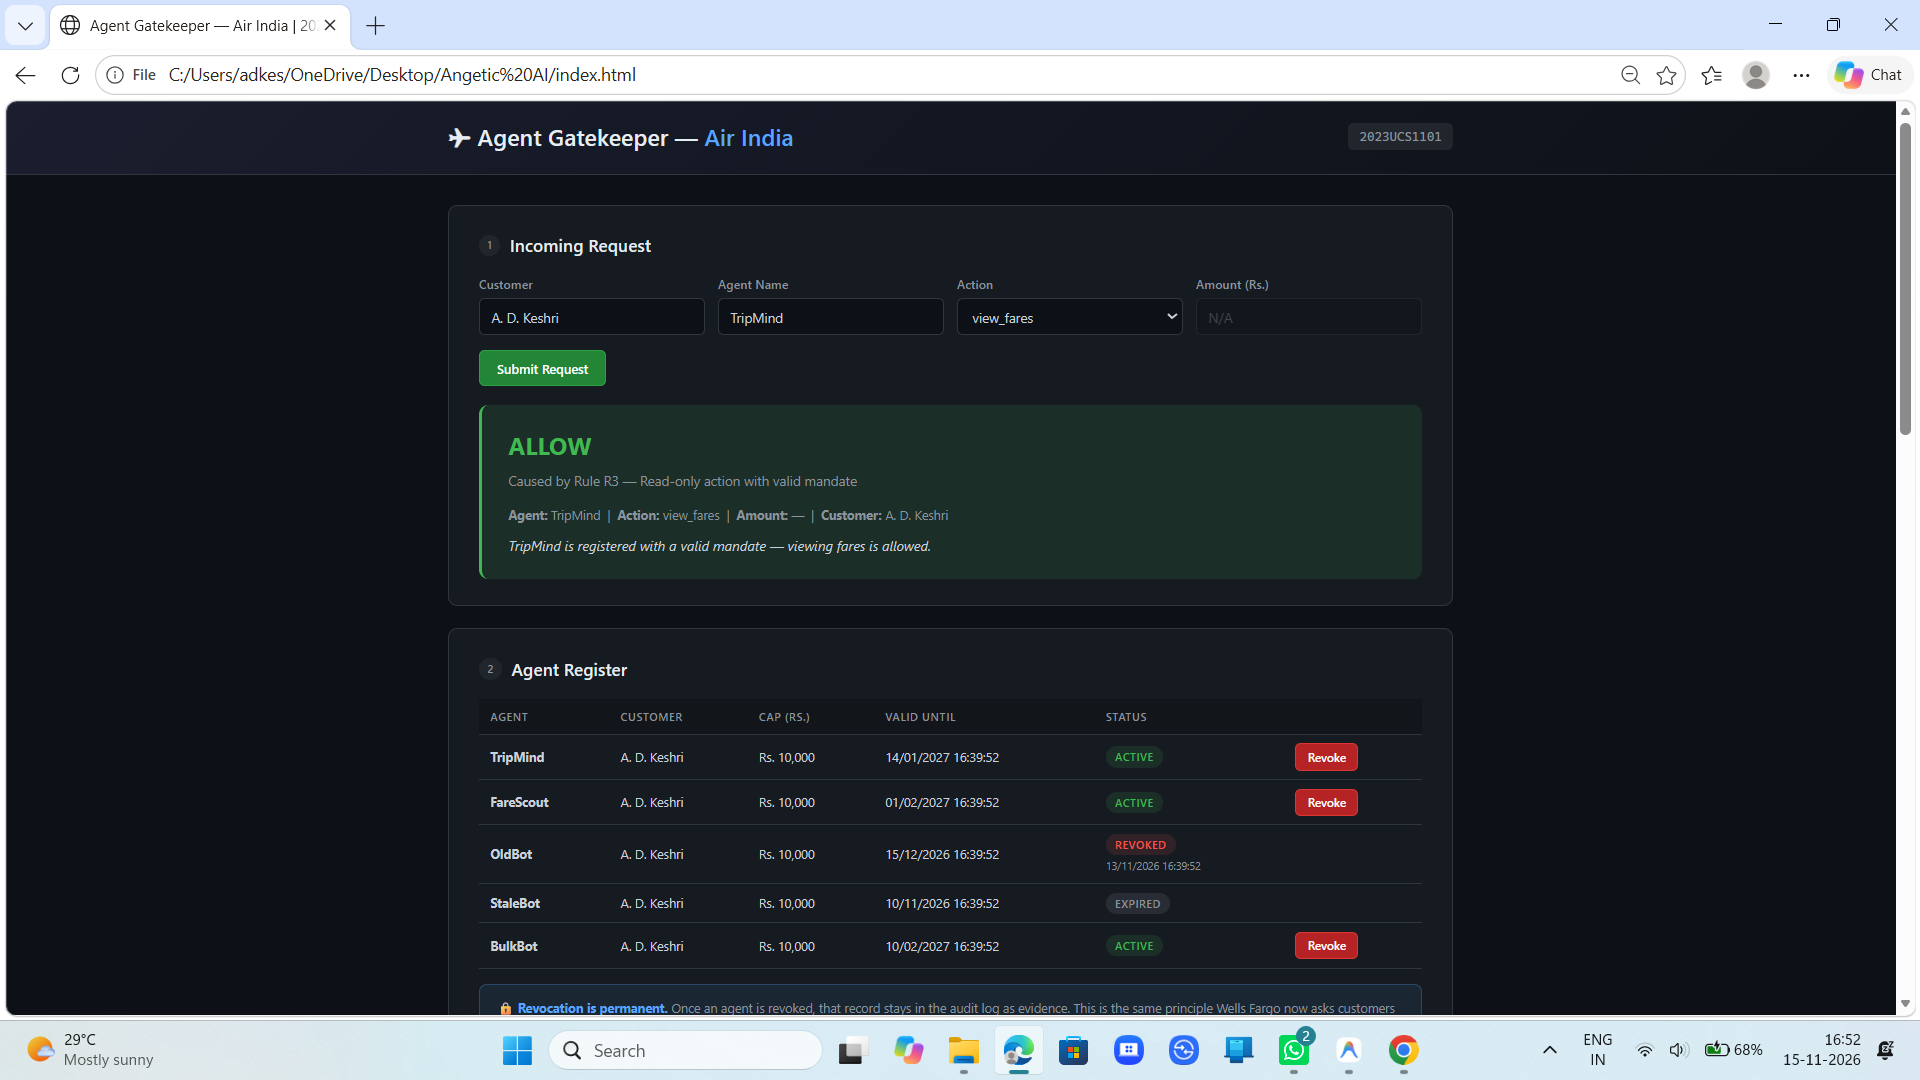 Agent Gatekeeper — Air India | 20
File C:/Users/adkes/OneDrive/Desktop/Angetic%20AI/index.html
Chat
Agent Gatekeeper — Air India
2023UCS1101
1 Incoming Request
Customer Agent Name Action Amount (Rs.)
A. D. Keshri TripMind view_fares N/A
Submit Request
ALLOW
Caused by Rule R3 — Read-only action with valid mandate
Agent: TripMind | Action: view_fares | Amount: — | Customer: A. D. Keshri
TripMind is registered with a valid mandate — viewing fares is allowed.
2 Agent Register
AGENT CUSTOMER CAP (RS.) VALID UNTIL STATUS
TripMind A. D. Keshri Rs. 10,000 14/01/2027 16:39:52 ACTIVE Revoke
FareScout A. D. Keshri Rs. 10,000 01/02/2027 16:39:52 ACTIVE Revoke
OldBot A. D. Keshri Rs. 10,000 15/12/2026 16:39:52 REVOKED
13/11/2026 16:39:52
StaleBot A. D. Keshri Rs. 10,000 10/11/2026 16:39:52 EXPIRED
BulkBot A. D. Keshri Rs. 10,000 10/02/2027 16:39:52 ACTIVE Revoke
Revocation is permanent. Once an agent is revoked, that record stays in the audit log as evidence. This is the same principle Wells Fargo now asks customers
29°C
Mostly sunny
Search
2
ENG
IN
68%
16:52
15-11-2026